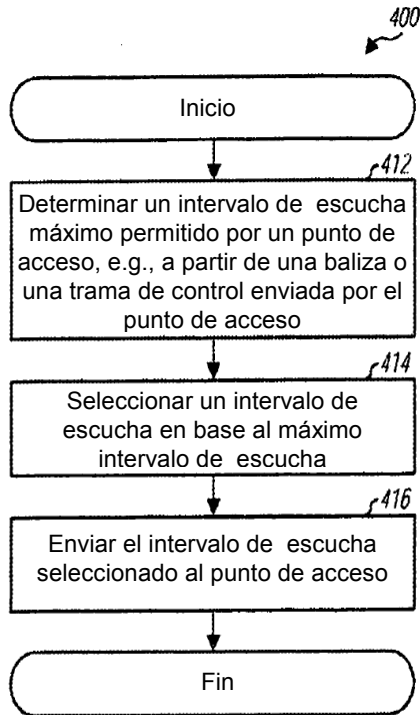 400
Inicio
412
Determinar un intervalo de escucha
máximo permitido por un punto de
acceso, e.g., a partir de una baliza o
una trama de control enviada por el
punto de acceso
414
Seleccionar un intervalo de
escucha en base al máximo
intervalo de escucha
416
Enviar el intervalo de escucha
seleccionado al punto de acceso
Fin